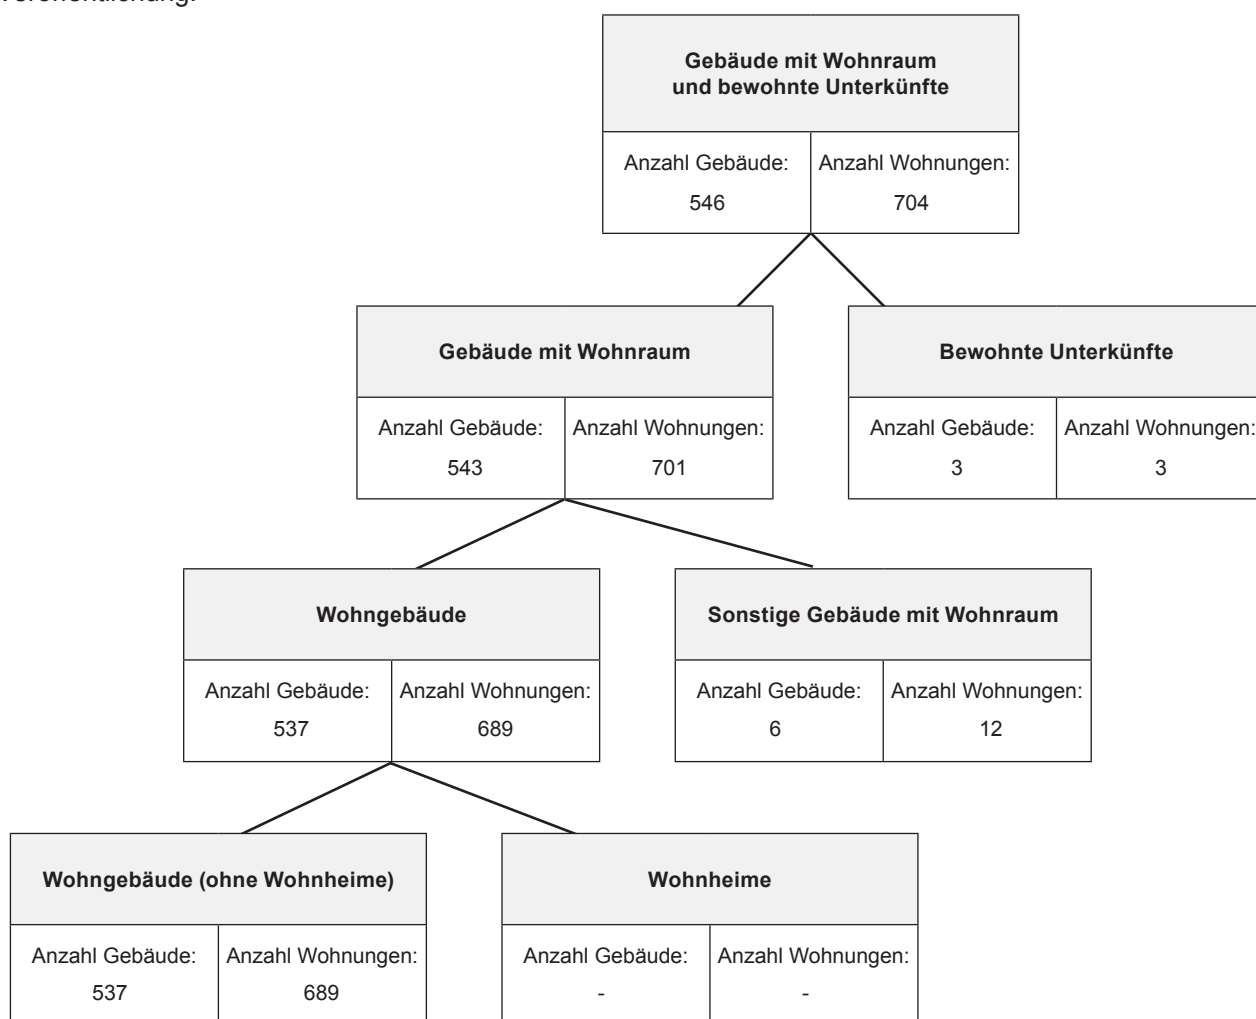 Gebäude mit Wohnraum
und bewohnte Unterkünfte
Anzahl Gebäude: Anzahl Wohnungen:
546 704
Gebäude mit Wohnraum
Anzahl Gebäude: Anzahl Wohnungen:
543 701
Bewohnte Unterkünfte
Anzahl Gebäude: Anzahl Wohnungen:
3 3
Wohngebäude
Anzahl Gebäude: Anzahl Wohnungen:
537 689
Sonstige Gebäude mit Wohnraum
Anzahl Gebäude: Anzahl Wohnungen:
6 12
Wohngebäude (ohne Wohnheime)
Anzahl Gebäude: Anzahl Wohnungen:
537 689
Wohnheime
Anzahl Gebäude: Anzahl Wohnungen:
- -